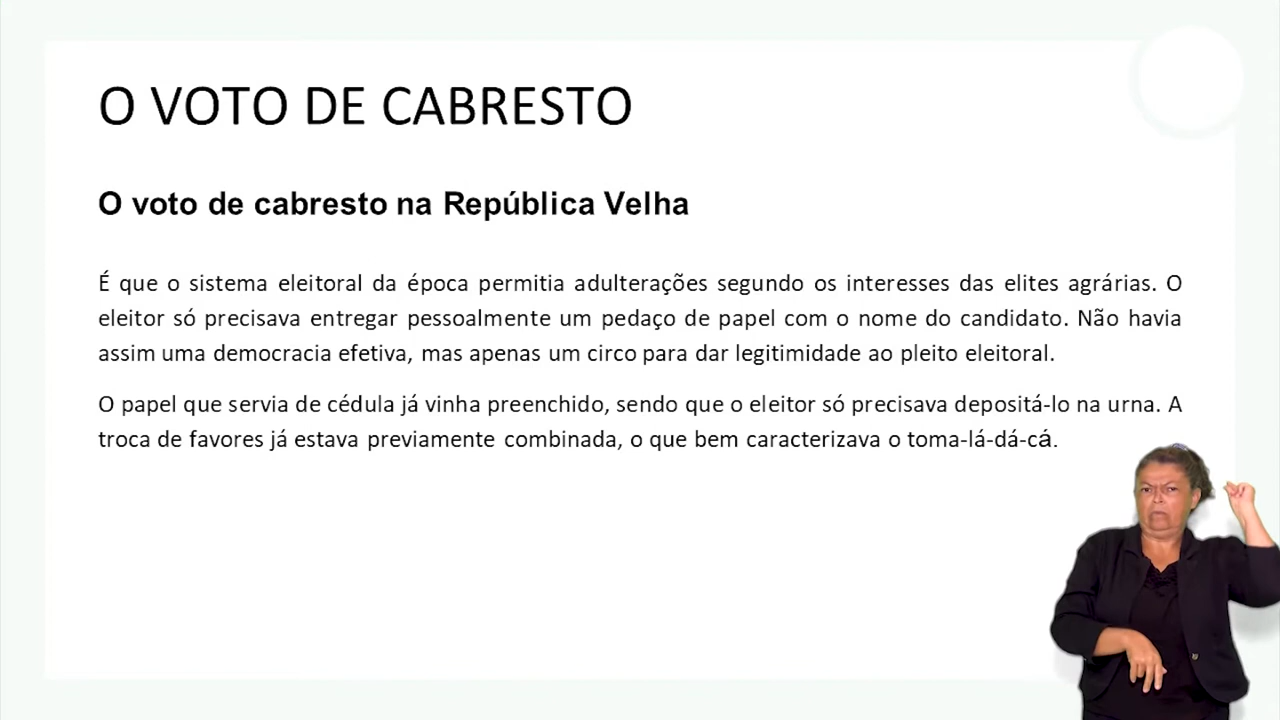 O VOTO DE CABRESTO
O voto de cabresto na República Velha
É que o sistema eleitoral da época permitia adulterações segundo os interesses das elites agrárias. O
eleitor só precisava entregar pessoalmente um pedaço de papel com o nome do candidato. Não havia
assim uma democracia efetiva, mas apenas um circo para dar legitimidade ao pleito eleitoral.
O papel que servia de cédula já vinha preenchido, sendo que o eleitor só precisava depositá-lo na urna. A
troca de favores já estava previamente combinada, o que bem caracterizava o toma-lá-dá-cá.